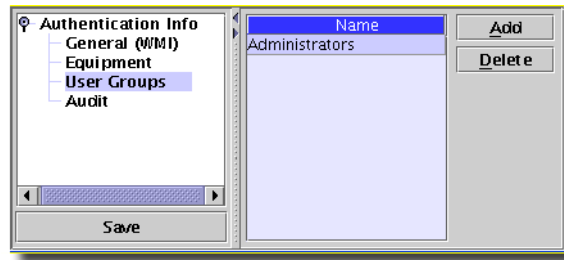 Authentication Info
General (WMI)
Equipment
User Groups
Audit
Save
Name
Administrators
Add
Delete